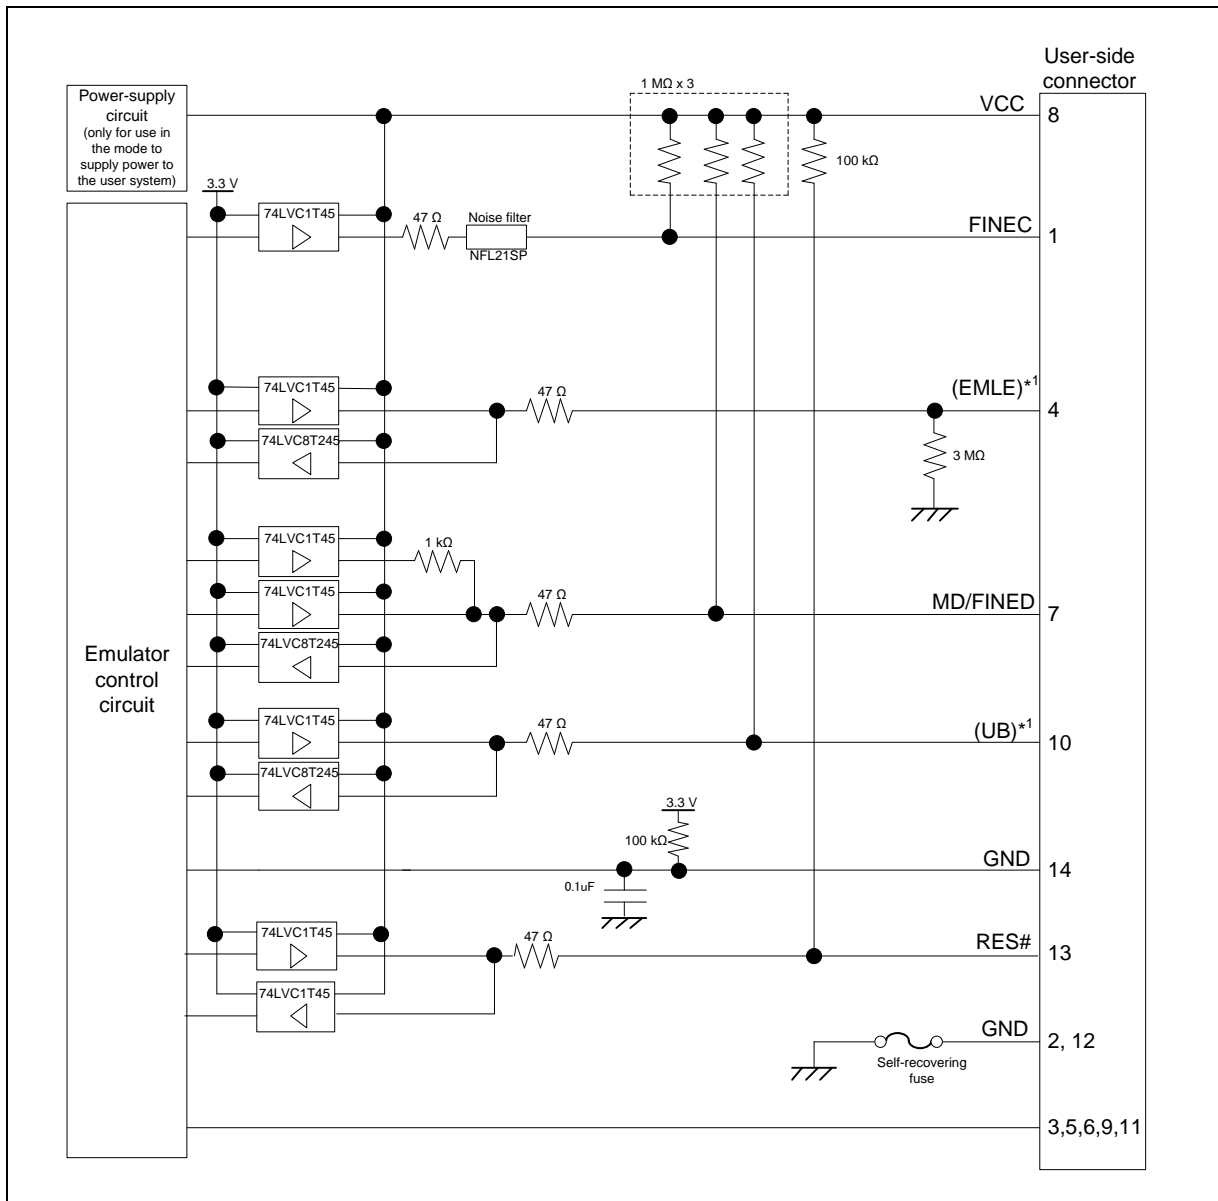 User-side
connector
Power-supply
circuit
(only for use in
the mode to
supply power to
the user system)
1 MΩ x 3
VCC
8
100 kΩ
3.3 V
74LVC1T45
47 Ω
Noise filter
NFL21SP
FINEC
1
74LVC1T45
47 Ω
(EMLE)*1
4
74LVC8T245
3 MΩ
74LVC1T45
1 kΩ
74LVC1T45
47 Ω
MD/FINED
7
74LVC8T245
Emulator
control
circuit
74LVC1T45
47 Ω
(UB)*1
10
74LVC8T245
3.3 V
100 kΩ
GND
14
0.1uF
74LVC1T45
47 Ω
RES#
13
74LVC1T45
GND
2, 12
Self-recovering
fuse
3,5,6,9,11